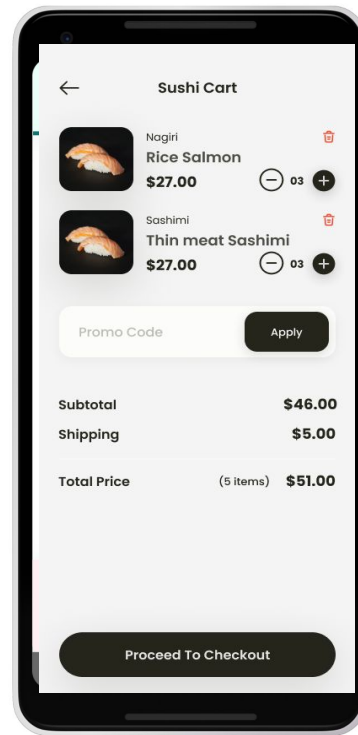 Sushi Cart
Nagiri
Rice Salmon
$27.00
03
Sashimi
Thin meat Sashimi
$27.00
03
Promo Code
Apply
Subtotal $46.00
Shipping $5.00
Total Price (5 items) $51.00
Proceed To Checkout